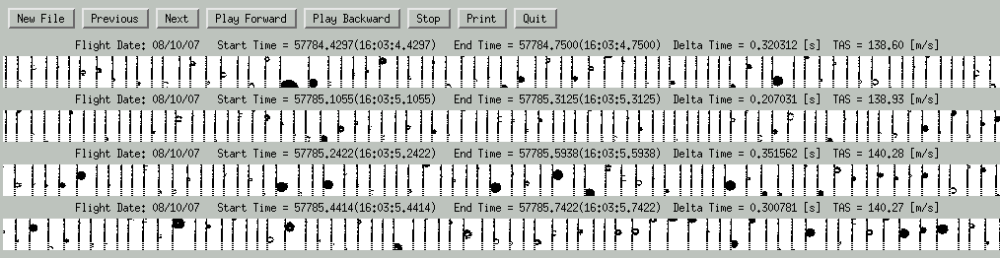 New File Previous Next Play Forward Play Backward Stop Print Quit
Flight Date: 08/10/07 Start Time = 57784.4297(16:03:4.4297) End Time = 57784.7500(16:03:4.7500) Delta Time = 0.320312 [s] TAS = 138.60 [m/s]
Flight Date: 08/10/07 Start Time = 57785.1055(16:03:5.1055) End Time = 57785.3125(16:03:5.3125) Delta Time = 0.207031 [s] TAS = 138.93 [m/s]
Flight Date: 08/10/07 Start Time = 57785.2422(16:03:5.2422) End Time = 57785.5938(16:03:5.5938) Delta Time = 0.351562 [s] TAS = 140.28 [m/s]
Flight Date: 08/10/07 Start Time = 57785.4414(16:03:5.4414) End Time = 57785.7422(16:03:5.7422) Delta Time = 0.300781 [s] TAS = 140.27 [m/s]